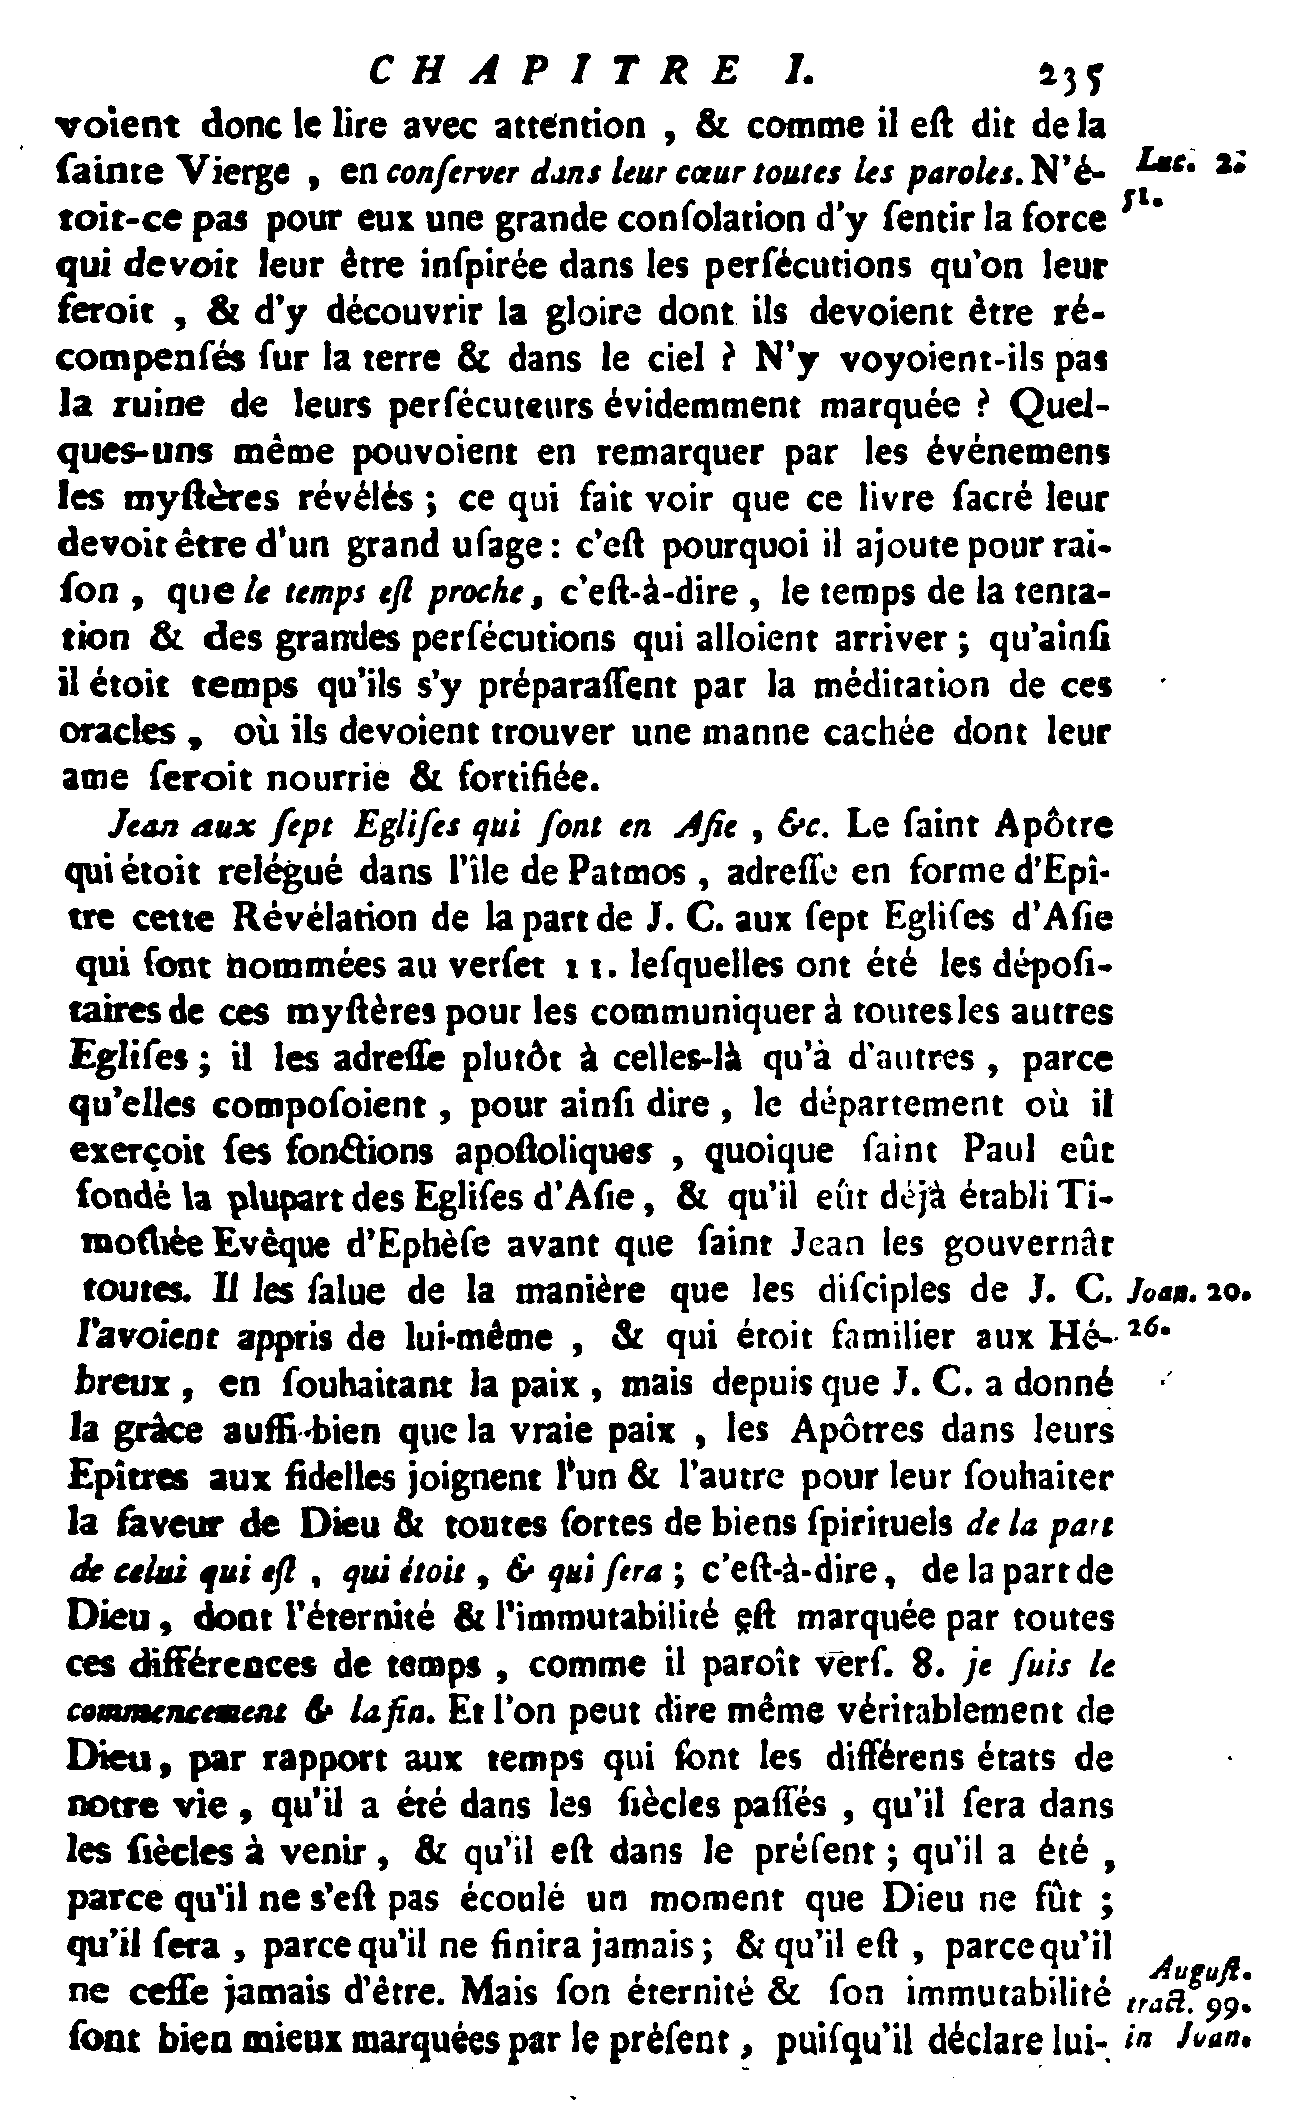 CHAPITRE I. 235
voient donc le lire avec attention , & comme il eſt dit de la
ſainte Vierge , en conſerver dans leur cœur toutes les paroles. N'é- Luc. 2.
toit-ce pas pour eux une grande conſolation d'y ſentir la force 51.
qui devoit leur être inſpirée dans les perſécutions qu'on leur
feroit , & d'y découvrir la gloire dont ils devoient être ré-
compenſés ſur la terre & dans le ciel ? N'y voyoient-ils pas
la ruine de leurs perſécuteurs évidemment marquée ? Quel-
ques-uns même pouvoient en remarquer par les événemens
les myſtères révélés ; ce qui fait voir que ce livre ſacré leur
devoit être d'un grand uſage : c'eſt pourquoi il ajoute pour rai-
ſon , que le temps eſt proche, c'eſt-à-dire , le temps de la tenta-
tion & des grandes perſécutions qui alloient arriver ; qu'ainſi
il étoit temps qu'ils s'y préparaſſent par la méditation de ces
oracles , où ils devoient trouver une manne cachée dont leur
ame ſeroit nourrie & fortifiée.
Jean aux ſept Egliſes qui ſont en Aſie , &c. Le ſaint Apôtre
qui étoit relégué dans l'île de Patmos , adreſſe en forme d'Epî-
tre cette Révélation de la part de J. C. aux ſept Egliſes d'Aſie
qui ſont nommées au verſet 11. leſquelles ont été les dépoſi-
taires de ces myſtères pour les communiquer à toutes les autres
Egliſes ; il les adreſſe plutôt à celles-là qu'à d'autres , parce
qu'elles compoſoient , pour ainſi dire , le département où il
exerçoit ſes fonctions apoſtoliques , quoique ſaint Paul eût
fondé la plupart des Egliſes d'Aſie , & qu'il eût déjà établi Ti-
mothée Evêque d'Ephèſe avant que ſaint Jean les gouvernât
toutes. Il les ſalue de la manière que les diſciples de J. C. Joan. 20.
l'avoient appris de lui-même , & qui étoit familier aux Hé- 26.
breux , en ſouhaitant la paix , mais depuis que J. C. a donné
la grâce auſſi-bien que la vraie paix , les Apôtres dans leurs
Epîtres aux fidelles joignent l'un & l'autre pour leur ſouhaiter
la faveur de Dieu & toutes ſortes de biens ſpirituels de la part
de celui qui eſt , qui étoit , & qui ſera ; c'eſt-à-dire , de la part de
Dieu , dont l'éternité & l'immutabilité eſt marquée par toutes
ces différences de temps , comme il paroît verſ. 8. je ſuis le
commencement & la fin. Et l'on peut dire même véritablement de
Dieu , par rapport aux temps qui ſont les différens états de
notre vie , qu'il a été dans les ſiècles paſſés , qu'il ſera dans
les ſiècles à venir , & qu'il eſt dans le préſent ; qu'il a été ,
parce qu'il ne s'eſt pas écoulé un moment que Dieu ne fût ;
qu'il ſera , parce qu'il ne finira jamais ; & qu'il eſt , parce qu'il
ne ceſſe jamais d'être. Mais ſon éternité & ſon immutabilité Auguſt. tract. 99.
ſont bien mieux marquées par le préſent , puiſqu'il déclare lui- in Joan.